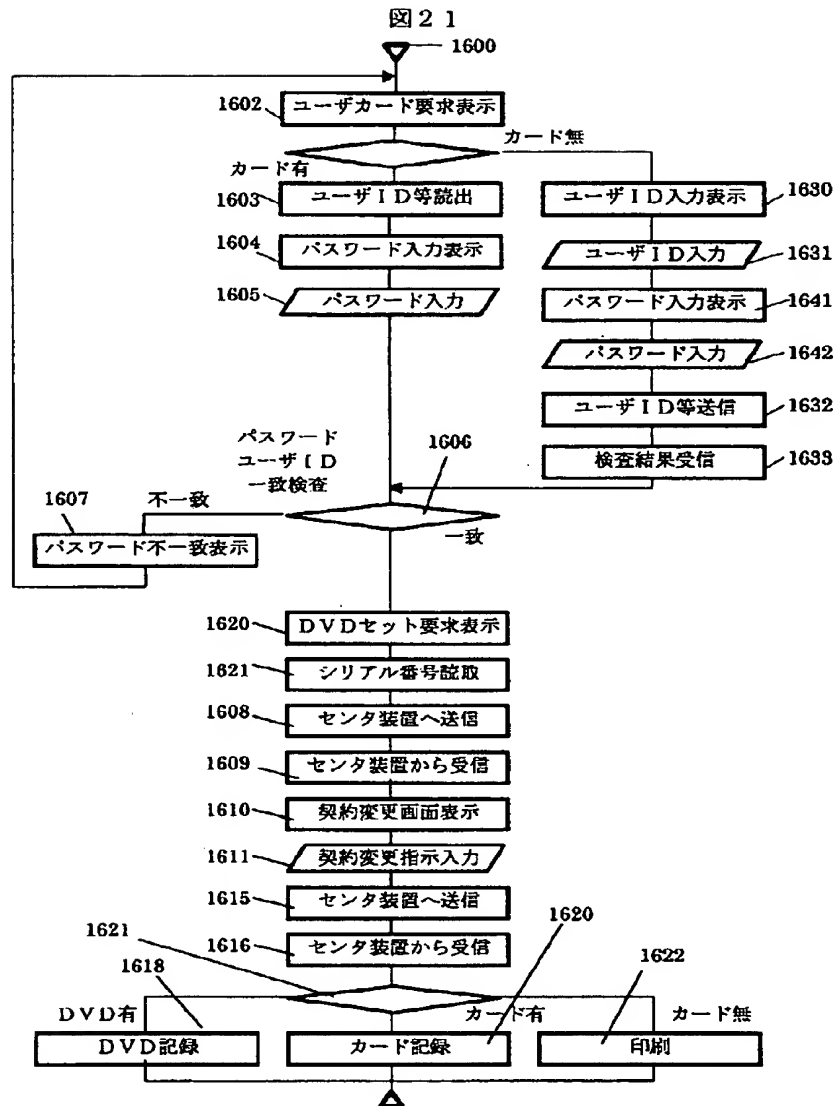 図21
1600
1602
ユーザカード要求表示
カード無
カード有
1603
ユーザID等読出
ユーザID入力表示
1630
1604
パスワード入力表示
ユーザID入力
1631
1605
パスワード入力
パスワード入力表示
1641
パスワード入力
1642
ユーザID等送信
1632
パスワード
ユーザID
一致検査
1606
検査結果受信
1633
1607
不一致
一致
パスワード不一致表示
1620
DVDセット要求表示
1621
シリアル番号読取
1608
センタ装置へ送信
1609
センタ装置から受信
1610
契約変更画面表示
1611
契約変更指示入力
1615
センタ装置へ送信
1616
センタ装置から受信
1621
1620
1618
1622
DVD有
カード有
カード無
DVD記録
カード記録
印刷